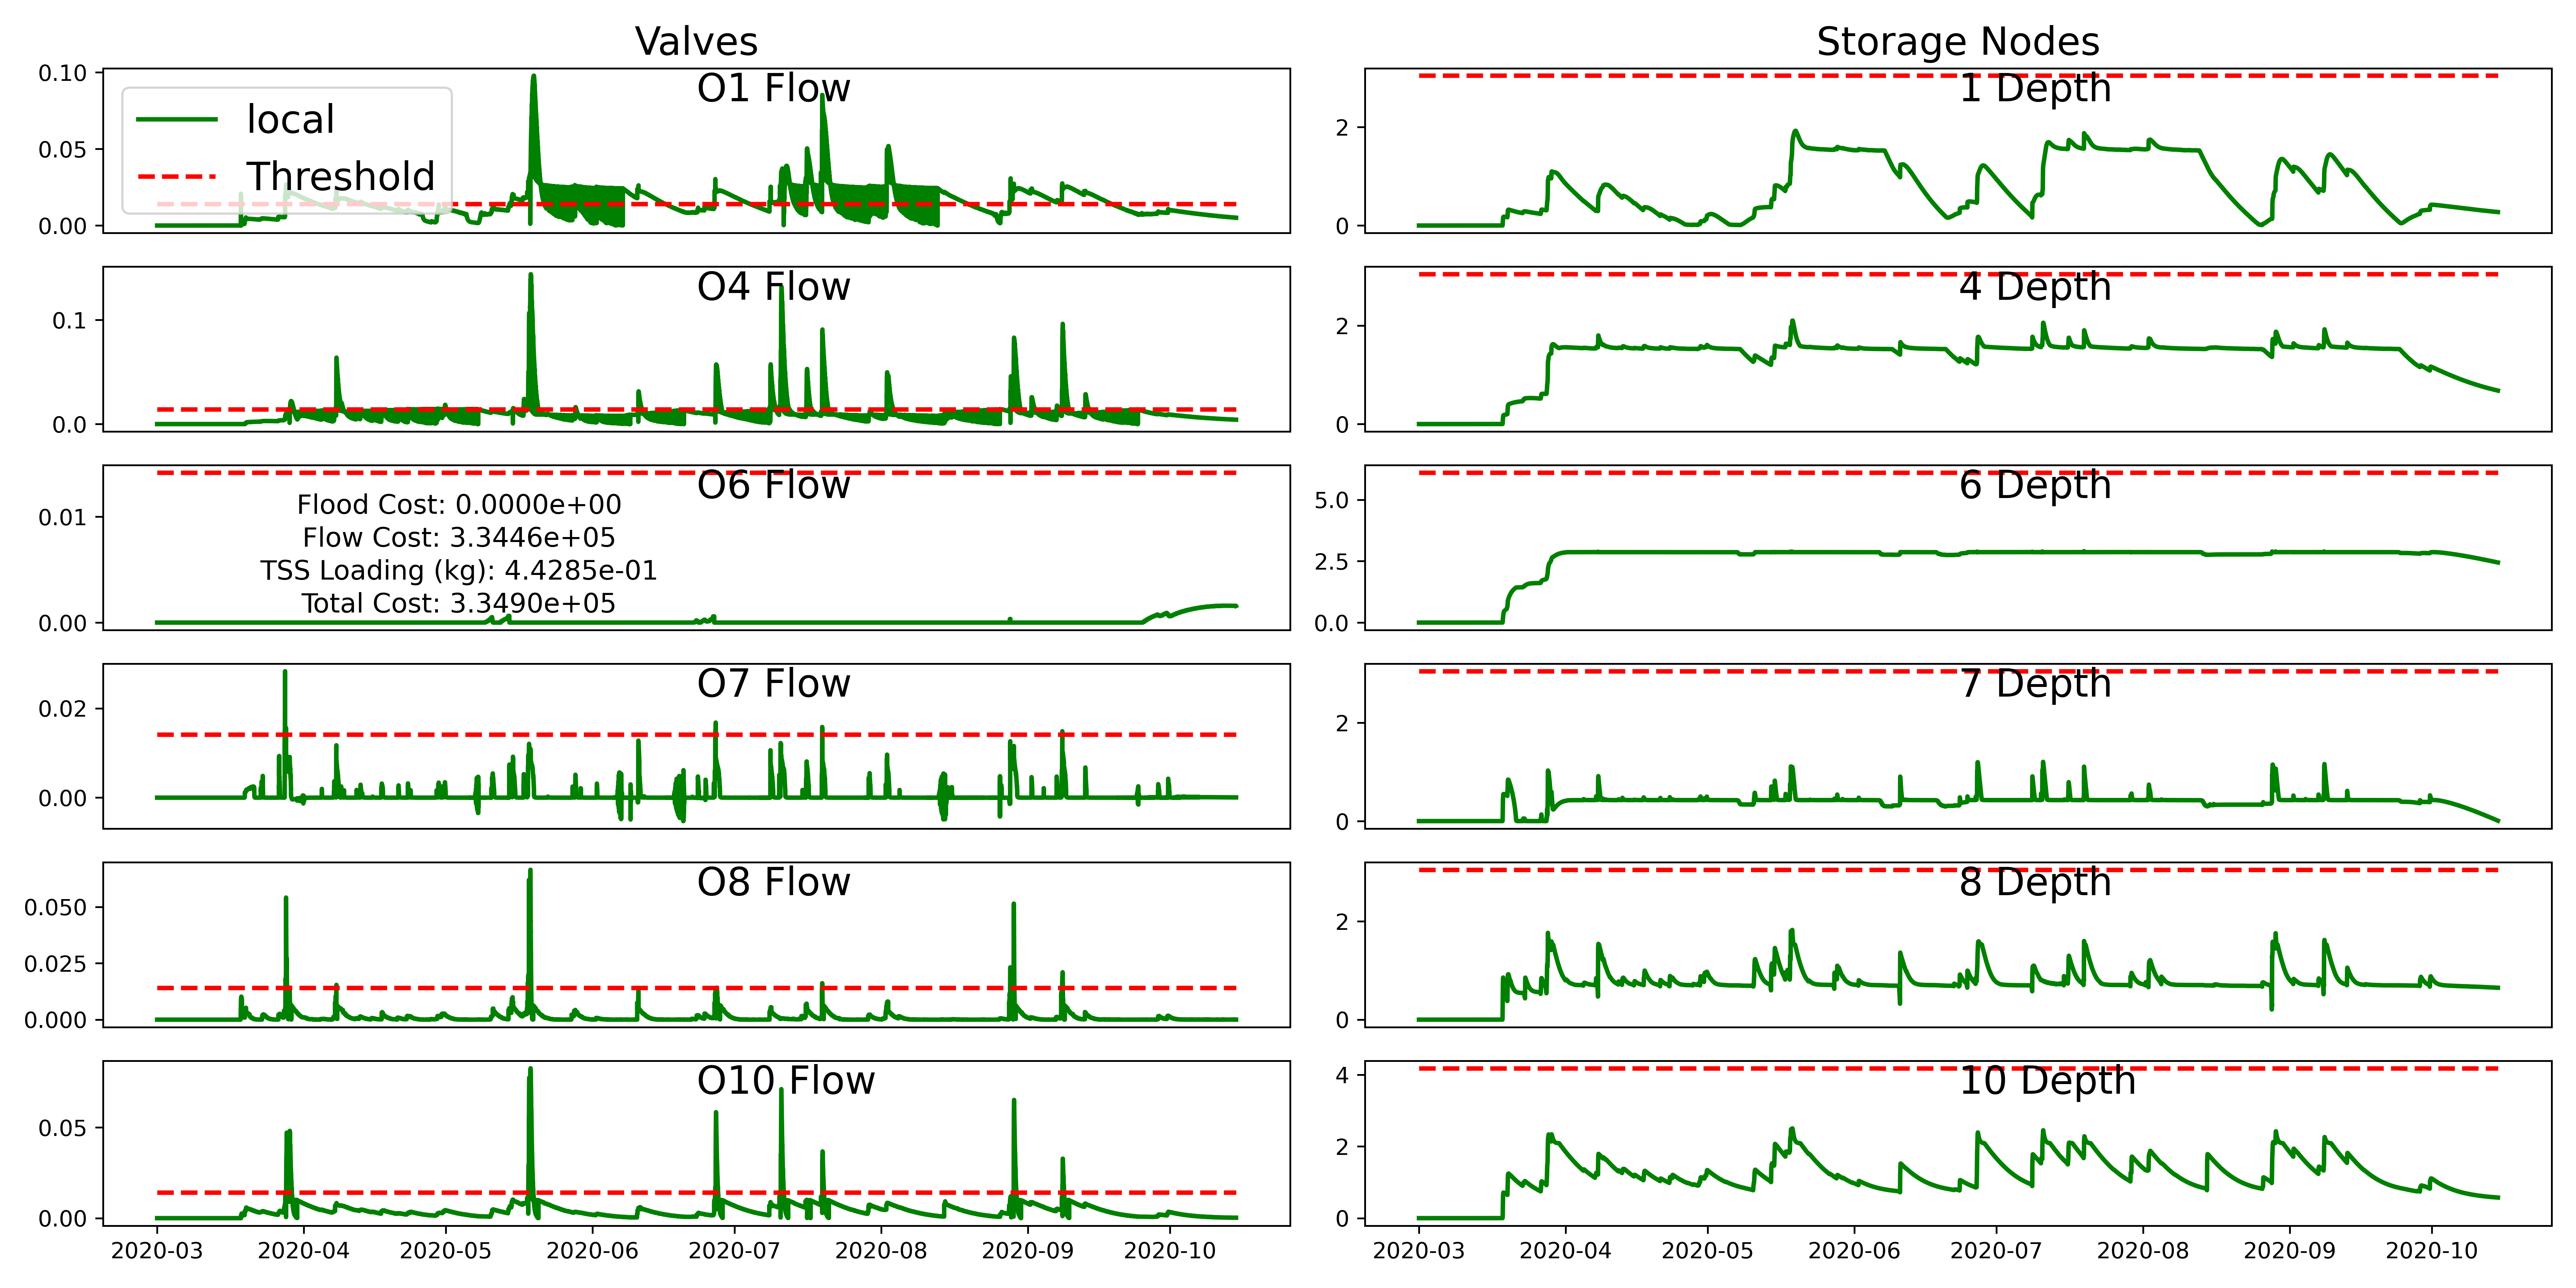 Valves
Storage Nodes
O1 Flow
local
Threshold
0.10
0.05
0.00
1 Depth
2
0
O4 Flow
0.1
0.0
4 Depth
2
0
O6 Flow
0.01
0.00
Flood Cost: 0.0000e+00
Flow Cost: 3.3446e+05
TSS Loading (kg): 4.4285e-01
Total Cost: 3.3490e+05
6 Depth
5.0
2.5
0.0
O7 Flow
0.02
0.00
7 Depth
2
0
O8 Flow
0.050
0.025
0.000
8 Depth
2
0
O10 Flow
0.05
0.00
10 Depth
4
2
0
2020-03 2020-04 2020-05 2020-06 2020-07 2020-08 2020-09 2020-10
2020-03 2020-04 2020-05 2020-06 2020-07 2020-08 2020-09 2020-10